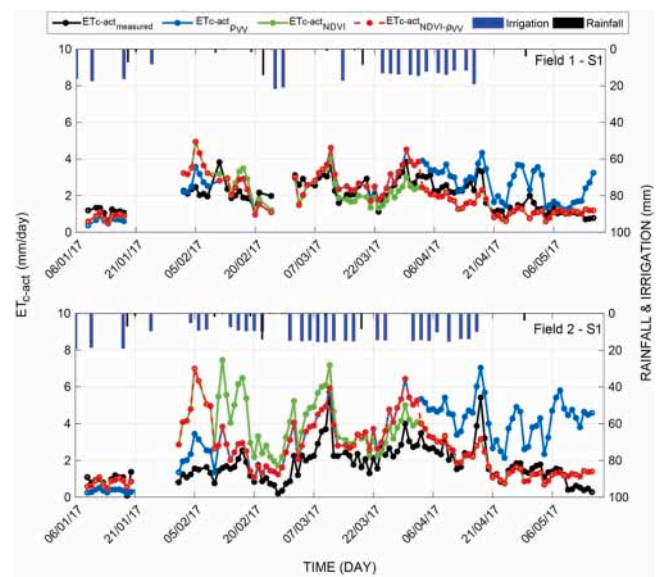 ETc-act measured ETc-act ρVV ETc-act NDVI ETc-act NDVI-ρVV Irrigation Rainfall
10 0
Field 1 - S1
8 20
6 40
4 60
2 80
0 100
06/01/17 21/01/17 05/02/17 20/02/17 07/03/17 22/03/17 06/04/17 21/04/17 06/05/17
ETc-act (mm/day)
RAINFALL & IRRIGATION (mm)
10 0
Field 2 - S1
8 20
6 40
4 60
2 80
0 100
06/01/17 21/01/17 05/02/17 20/02/17 07/03/17 22/03/17 06/04/17 21/04/17 06/05/17
TIME (DAY)